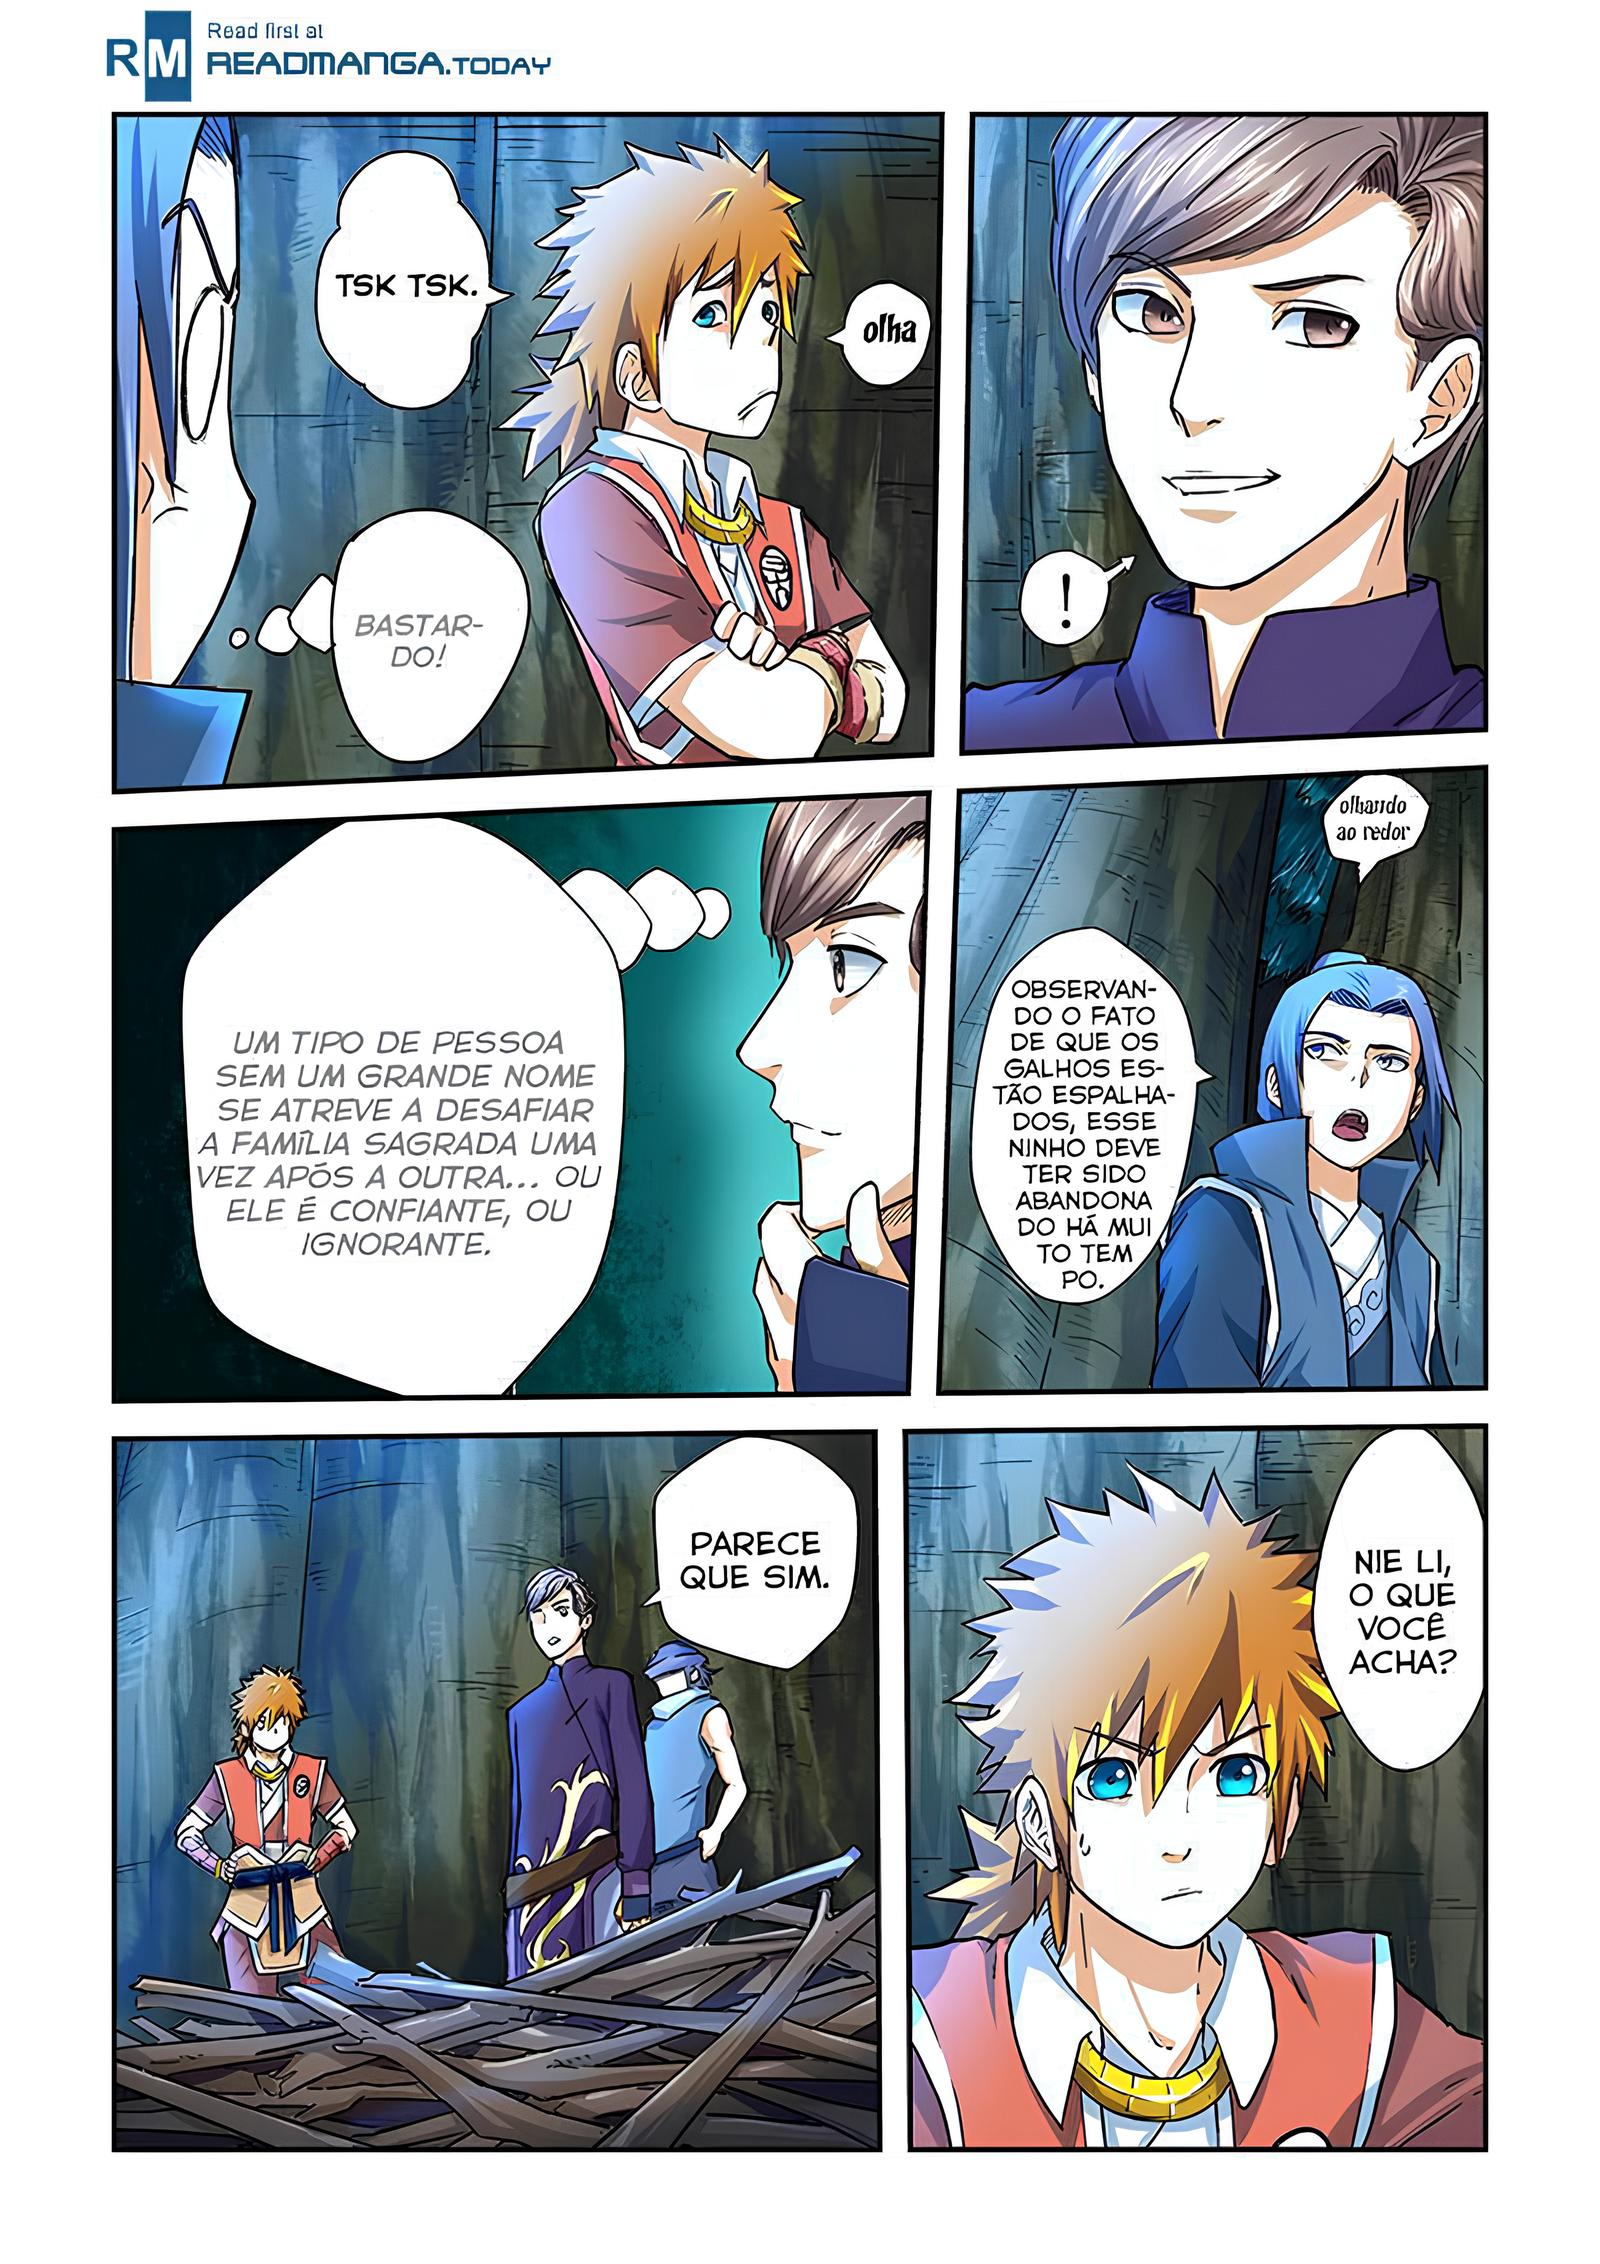 RM
Read first at
READMANGA.TODAY
TSK TSK.
olha
BASTAR-
DO!
!
UM TIPO DE PESSOA
SEM UM GRANDE NOME
SE ATREVE A DESAFIAR
A FAMÍLIA SAGRADA UMA
VEZ APÓS A OUTRA... OU
ELE É CONFIANTE, OU
IGNORANTE.
olhando
ao redor
OBSERVAN-
DO O FATO
DE QUE OS
GALHOS ES-
TÃO ESPALHA-
DOS, ESSE
NINHO DEVE
TER SIDO
ABANDONA
DO HÁ MUI
TO TEM
PO.
PARECE
QUE SIM.
NIE LI,
O QUE
VOCÊ
ACHA?